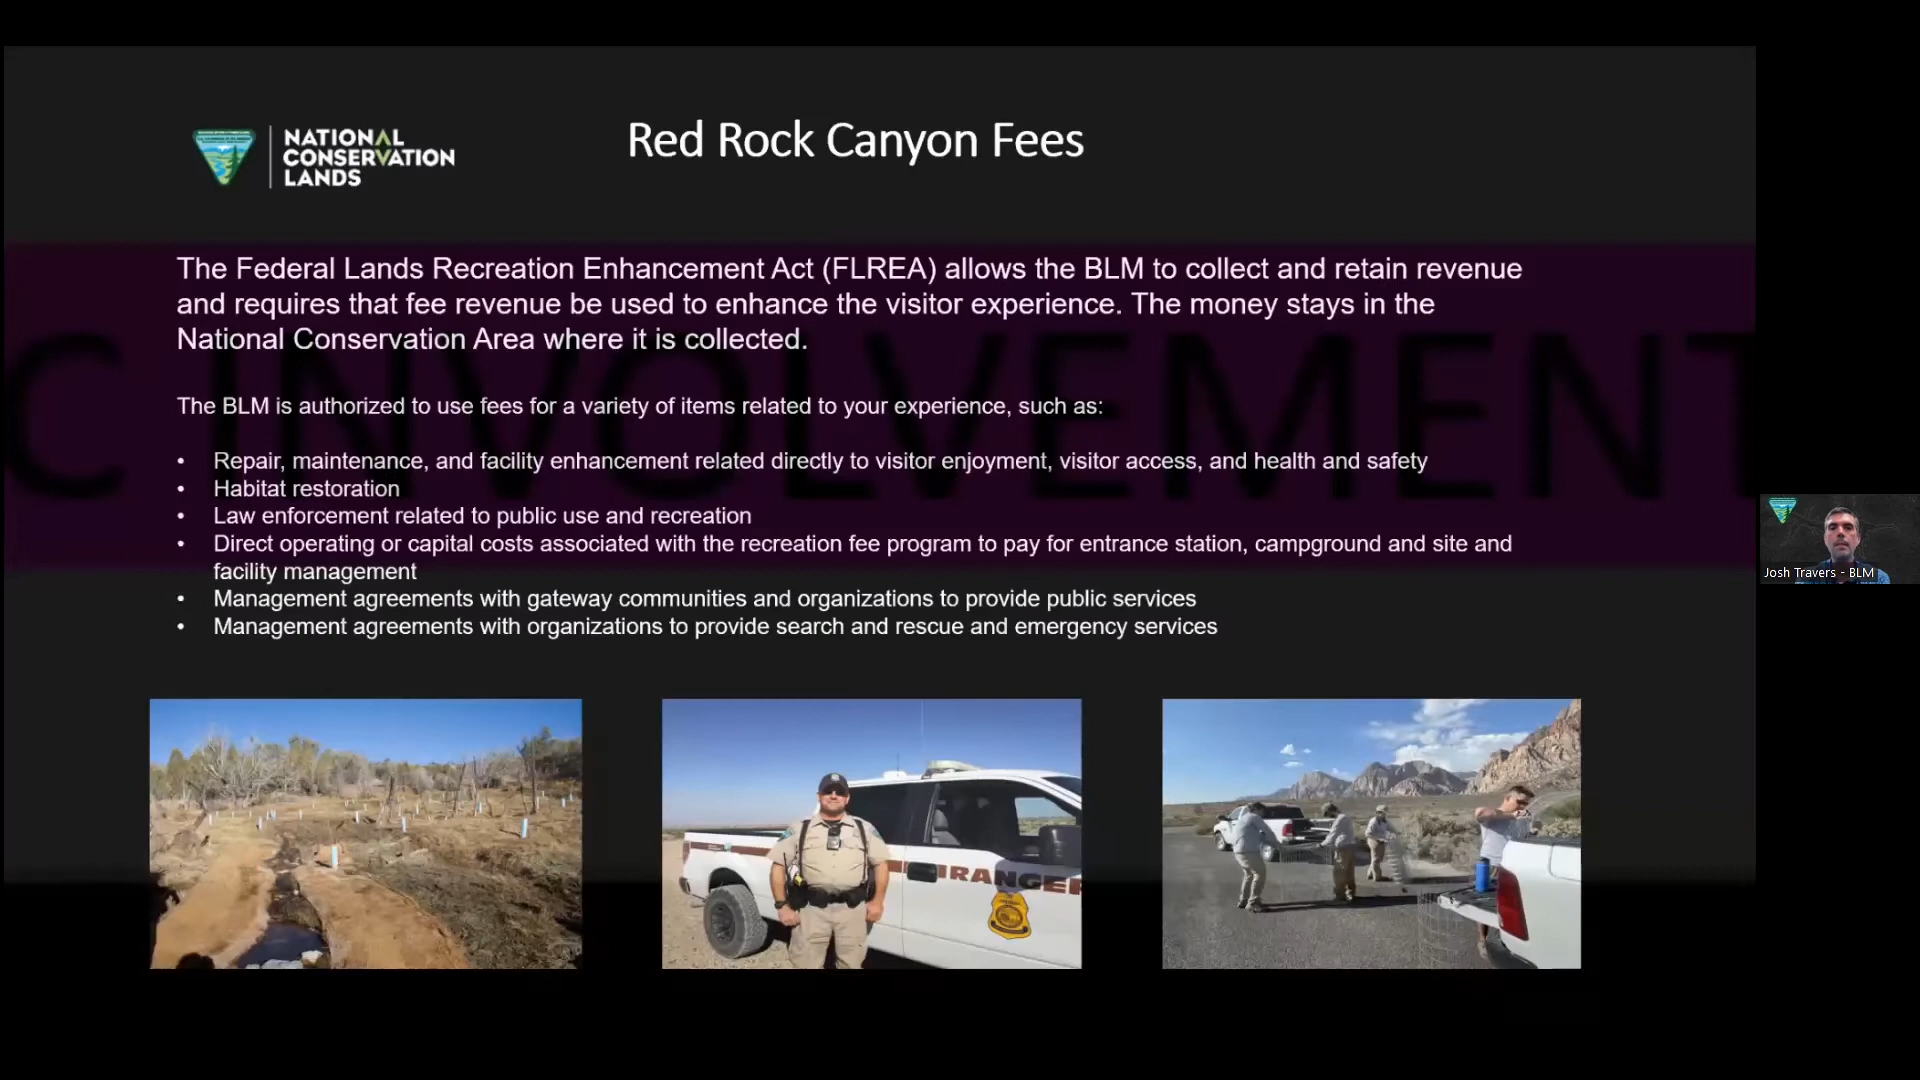 NATIONAL
CONSERVATION
LANDS
Red Rock Canyon Fees
The Federal Lands Recreation Enhancement Act (FLREA) allows the BLM to collect and retain revenue
and requires that fee revenue be used to enhance the visitor experience. The money stays in the
National Conservation Area where it is collected.
C INVOLVEMENT
The BLM is authorized to use fees for a variety of items related to your experience, such as:
• Repair, maintenance, and facility enhancement related directly to visitor enjoyment, visitor access, and health and safety
• Habitat restoration
• Law enforcement related to public use and recreation
• Direct operating or capital costs associated with the recreation fee program to pay for entrance station, campground and site and
facility management
• Management agreements with gateway communities and organizations to provide public services
• Management agreements with organizations to provide search and rescue and emergency services
Josh Travers - BLM
RANGER